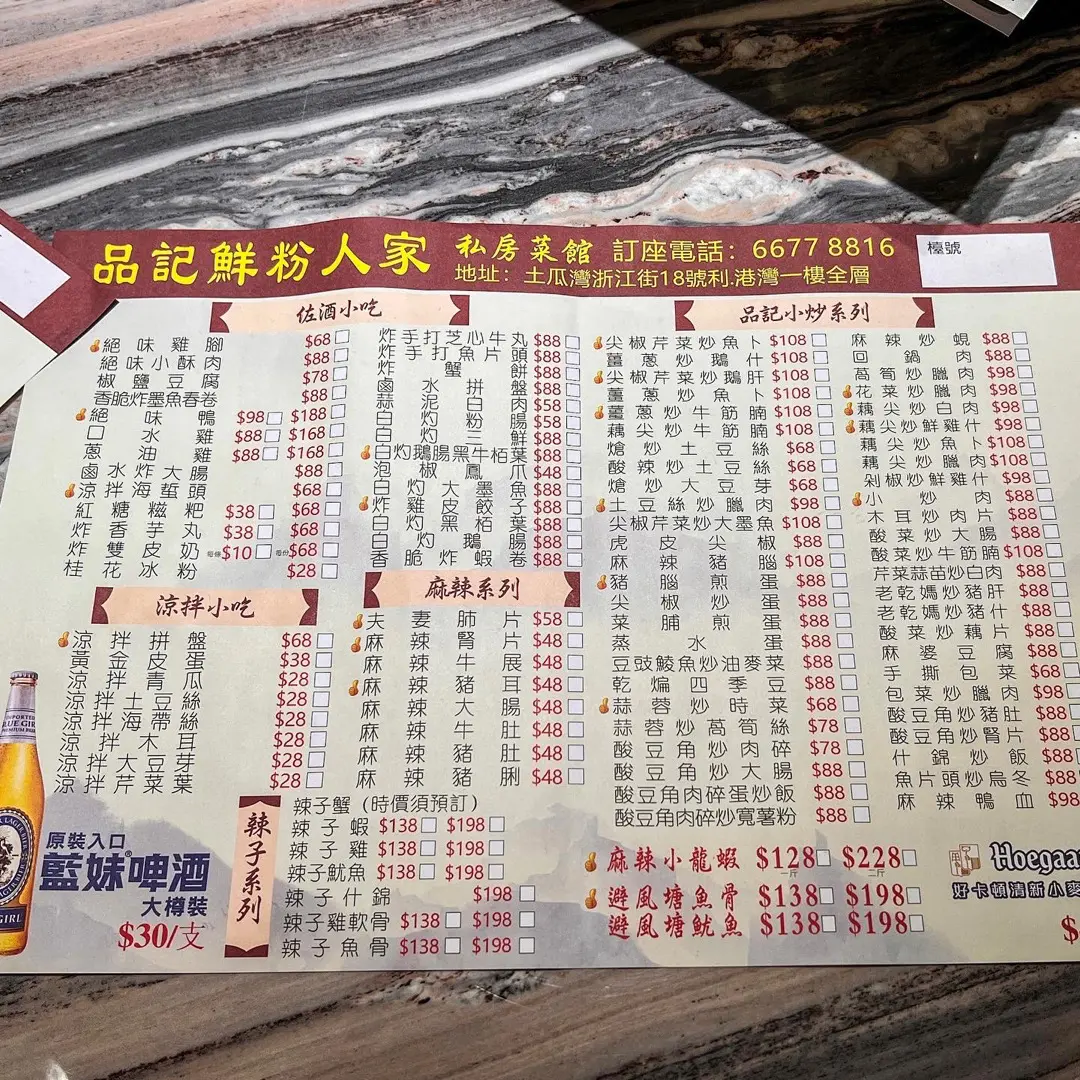 品記鮮粉人家 私房菜館 訂座電話：6677 8816
地址：土瓜灣浙江街18號利.港灣一樓全層
檯號
佐酒小吃
絕味雞腳 $68
絕味小酥肉 $88
椒鹽豆腐 $78
香脆炸墨魚春卷 $88
絕味鴨 $98 $188
口水雞 $88 $168
蔥油雞 $88 $168
鹵水炸大腸 $88
涼拌海蜇頭 $68
紅糖糍粑 $38 $68
炸香芋丸 $38 $68
炸雙皮奶 每條$10 每份$68
桂花冰粉 $28
炸手打芝心牛丸 $88
炸手打魚片頭 $88
炸蟹餅 $88
鹵水拼盤 $88
蒜泥白肉 $58
白灼粉腸 $58
白灼三鮮 $88
白灼鵝腸黑牛栢葉 $88
泡椒鳳爪 $48
白灼大墨魚 $88
炸雞皮餃子 $88
白灼黑栢葉 $88
白灼鵝腸 $88
香脆炸蝦卷 $88
涼拌小吃
涼拌拼盤 $68
黃金皮蛋 $38
涼拌青瓜 $28
涼拌土豆絲 $28
涼拌海帶絲 $28
涼拌木耳 $28
涼拌大豆芽 $28
涼拌芹菜葉 $28
麻辣系列
夫妻肺片 $58
麻辣腎片 $48
麻辣牛展 $48
麻辣豬耳 $48
麻辣大腸 $48
麻辣牛肚 $48
麻辣豬肚 $48
麻辣豬脷 $48
辣子系列
辣子蟹（時價須預訂）
辣子蝦 $138 $198
辣子雞 $138 $198
辣子魷魚 $138 $198
辣子什錦 $198
辣子雞軟骨 $138 $198
辣子魚骨 $138 $198
原裝入口
藍妹®啤酒
大樽裝
$30/支
品記小炒系列
尖椒芹菜炒魚卜 $108
薑蔥炒鵝什 $108
尖椒芹菜炒鵝肝 $108
薑蔥炒魚卜 $108
薑蔥炒牛筋腩 $108
藕尖炒牛筋腩 $108
熗炒土豆絲 $68
酸辣炒土豆絲 $68
熗炒大豆芽 $68
土豆絲炒臘肉 $98
尖椒芹菜炒大墨魚 $108
虎皮尖椒 $88
麻辣豬腦 $108
豬腦煎蛋 $88
尖椒炒蛋 $88
菜脯煎蛋 $88
蒸水蛋 $88
豆豉鯪魚炒油麥菜 $88
乾煸四季豆 $88
蒜蓉炒時菜 $68
蒜蓉炒萵筍絲 $78
酸豆角炒肉碎 $78
酸豆角炒大腸 $88
酸豆角肉碎蛋炒飯 $88
酸豆角肉碎炒寬薯粉 $88
麻辣炒蜆 $88
回鍋肉 $88
萵筍炒臘肉 $98
花菜炒臘肉 $98
藕尖炒白肉 $98
藕尖炒鮮雞什 $98
藕尖炒魚卜 $108
藕尖炒臘肉 $108
剁椒炒鮮雞什 $98
小炒肉 $88
木耳炒肉片 $88
酸菜炒大腸 $88
酸菜炒牛筋腩 $108
芹菜蒜苗炒白肉 $88
老乾媽炒豬肝 $88
老乾媽炒豬什 $88
酸菜炒藕片 $88
麻婆豆腐 $88
手撕包菜 $68
包菜炒臘肉 $98
酸豆角炒豬肚 $88
酸豆角炒腎片 $88
什錦炒飯 $88
魚片頭炒烏冬 $88
麻辣鴨血 $98
麻辣小龍蝦 $128 一斤 $228 二斤
避風塘魚骨 $138 $198
避風塘魷魚 $138 $198
Hoegaar
好卡頓清新小麥
$